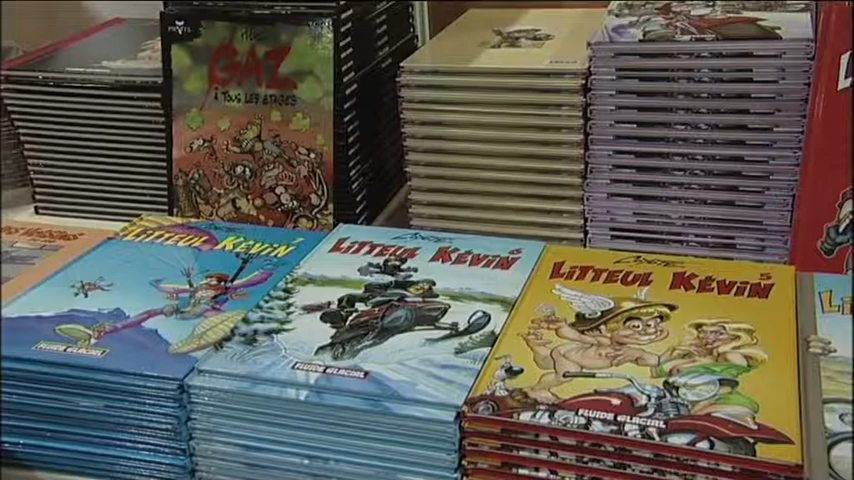 GAZ
À TOUS LES ÉTAGES
COYOTE
LITTEUL KÉVIN 7
FLUIDE GLACIAL
COYOTE
LITTEUL KÉVIN 6
FLUIDE GLACIAL
COYOTE
LITTEUL KÉVIN 5
FLUIDE GLACIAL